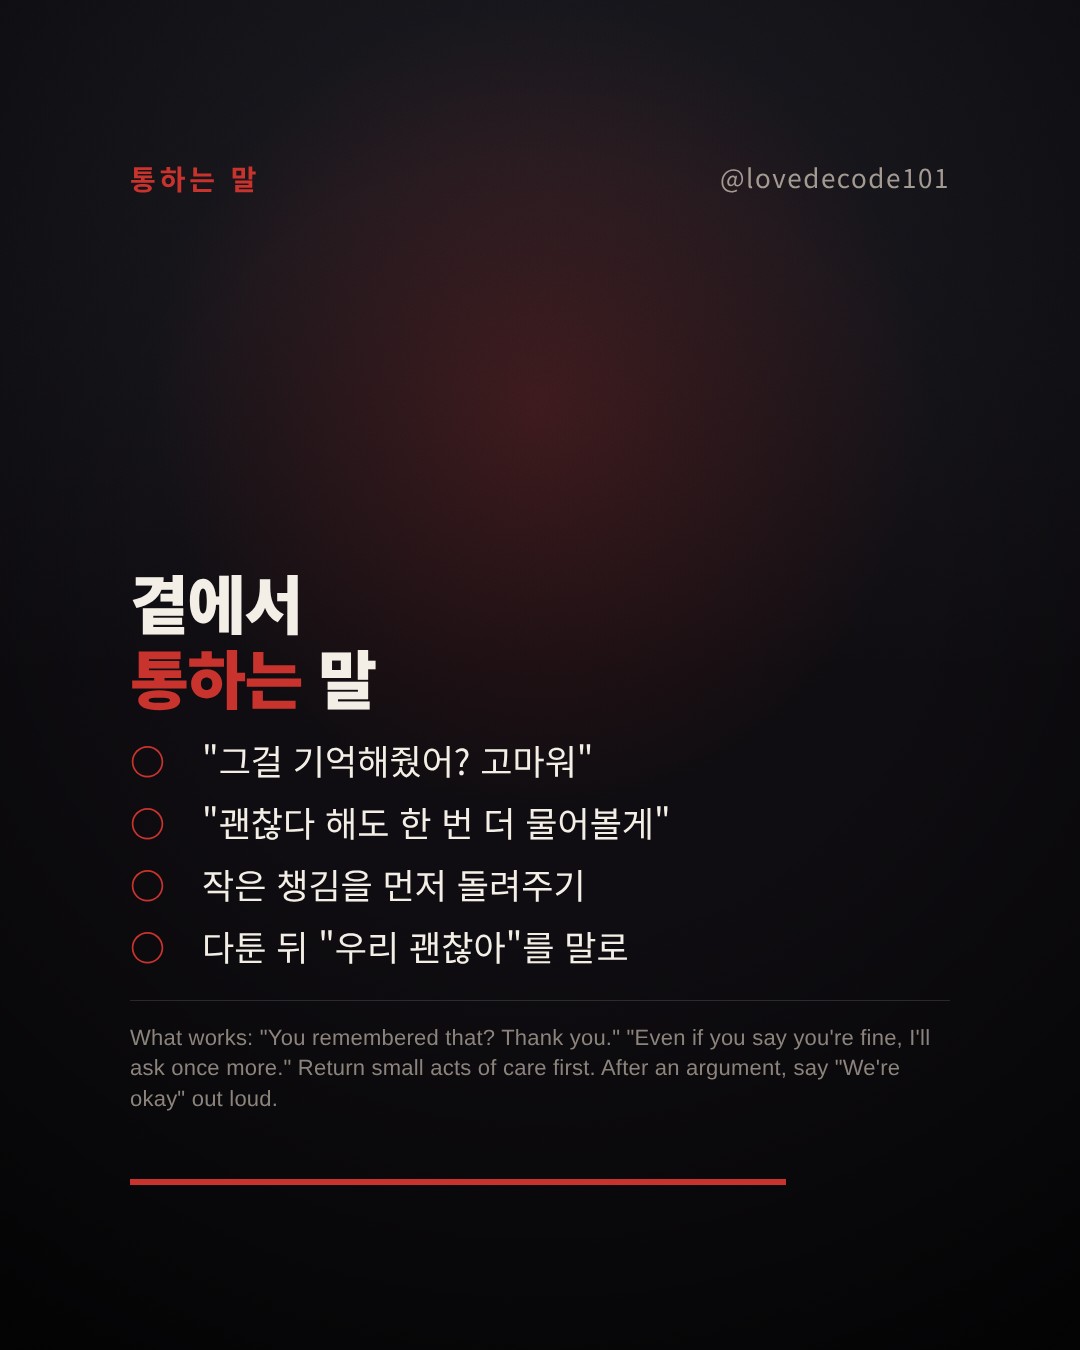 통하는 말
@lovedecode101
곁에서
통하는 말
"그걸 기억해줬어? 고마워"
"괜찮다 해도 한 번 더 물어볼게"
작은 챙김을 먼저 돌려주기
다툰 뒤 "우리 괜찮아"를 말로
What works: "You remembered that? Thank you." "Even if you say you're fine, I'll
ask once more." Return small acts of care first. After an argument, say "We're
okay" out loud.